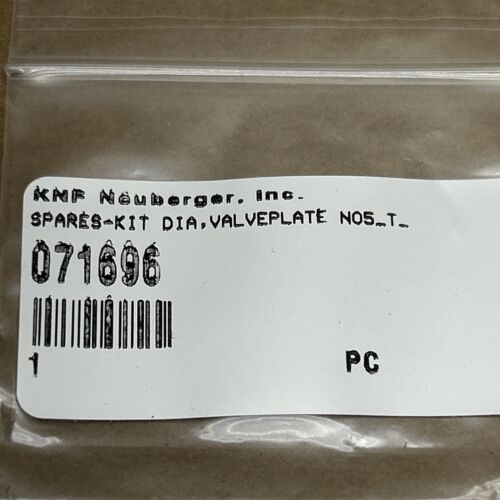 KNF Neuberger, Inc.
SPARES-KIT DIA,VALVEPLATE NO5_T_
071696
1 PC